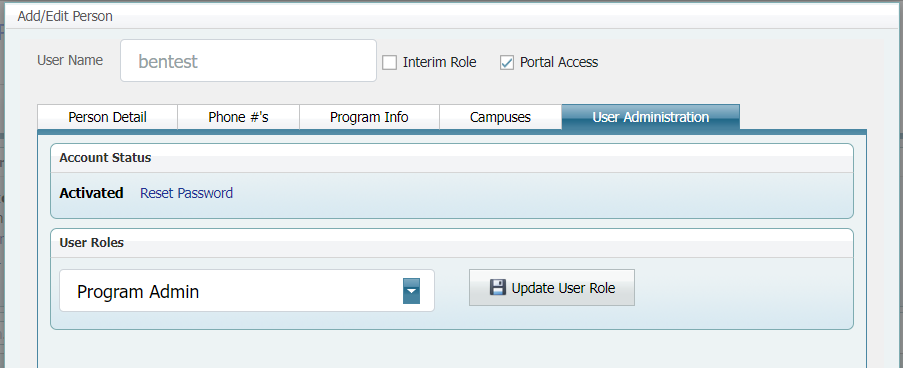 Add/Edit Person
User Name
bentest
Interim Role
Portal Access
Person Detail
Phone #'s
Program Info
Campuses
User Administration
Account Status
Activated
Reset Password
User Roles
Program Admin
Update User Role